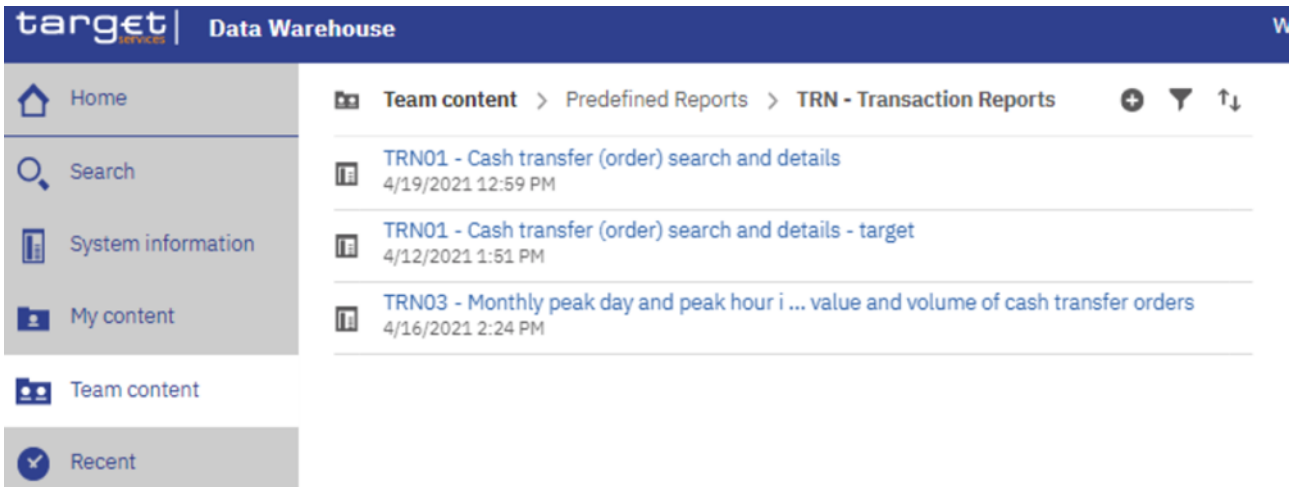 targ€t services Data Warehouse
Home
Search
System information
My content
Team content
Recent
Team content > Predefined Reports > TRN - Transaction Reports
TRN01 - Cash transfer (order) search and details
4/19/2021 12:59 PM
TRN01 - Cash transfer (order) search and details - target
4/12/2021 1:51 PM
TRN03 - Monthly peak day and peak hour i ... value and volume of cash transfer orders
4/16/2021 2:24 PM